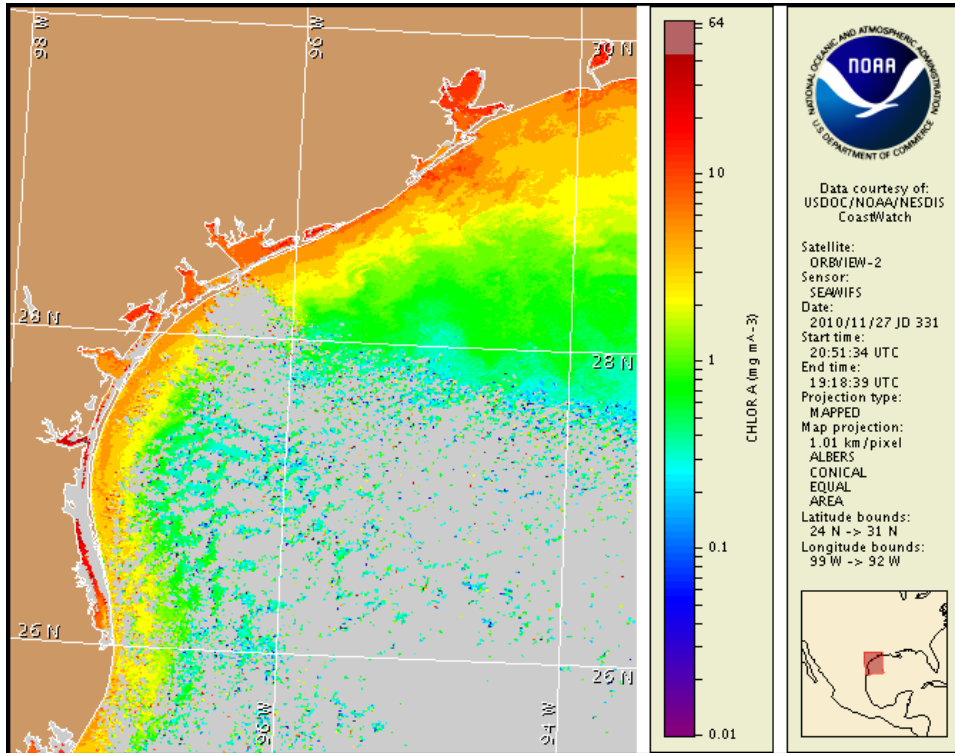 98 W
96 W
30 N
28 N
28 N
26 N
26 N
96 W
94 W
64
10
1
0.1
0.01
CHLOR A (mg m^-3)
NATIONAL OCEANIC AND ATMOSPHERIC ADMINISTRATION
NOAA
U.S. DEPARTMENT OF COMMERCE
Data courtesy of:
USDOC/NOAA/NESDIS
CoastWatch
Satellite:
ORBVIEW-2
Sensor:
SEAWIFS
Date:
2010/11/27 JD 331
Start time:
20:51:34 UTC
End time:
19:18:39 UTC
Projection type:
MAPPED
Map projection:
1.01 km/pixel
ALBERS
CONICAL
EQUAL
AREA
Latitude bounds:
24 N -> 31 N
Longitude bounds:
99 W -> 92 W